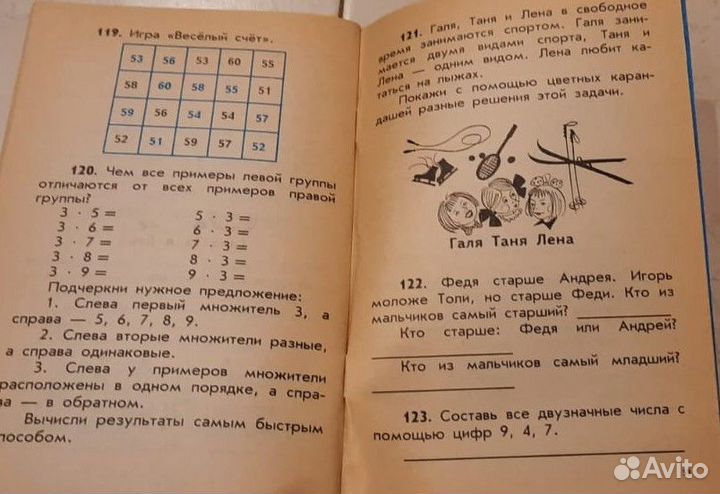 119. Игра «Весёлый счёт».
53 56 53 60 55
58 60 58 55 51
59 56 54 54 57
52 51 59 57 52
120. Чем все примеры левой группы
отличаются от всех примеров правой
группы?
3 · 5 = 5 · 3 =
3 · 6 = 6 · 3 =
3 · 7 = 7 · 3 =
3 · 8 = 8 · 3 =
3 · 9 = 9 · 3 =
Подчеркни нужное предложение:
1. Слева первый множитель 3, а
справа — 5, 6, 7, 8, 9.
2. Слева вторые множители разные,
а справа одинаковые.
3. Слева у примеров множители
расположены в одном порядке, а спра-
ва — в обратном.
Вычисли результаты самым быстрым
способом.
121. Галя, Таня и Лена в свободное
время занимаются спортом. Галя зани-
мается двумя видами спорта, Таня и
Лена — одним видом. Лена любит ка-
таться на лыжах.
Покажи с помощью цветных каран-
дашей разные решения этой задачи.
Галя Таня Лена
122. Федя старше Андрея. Игорь
моложе Толи, но старше Феди. Кто из
мальчиков самый старший?
Кто старше: Федя или Андрей?
Кто из мальчиков самый младший?
123. Составь все двузначные числа с
помощью цифр 9, 4, 7.
Avito